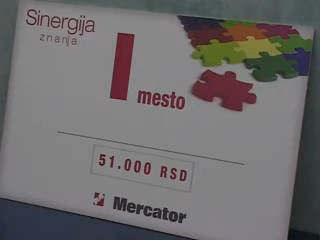 Sinergija
znanja
I mesto
51.000 RSD
Mercator